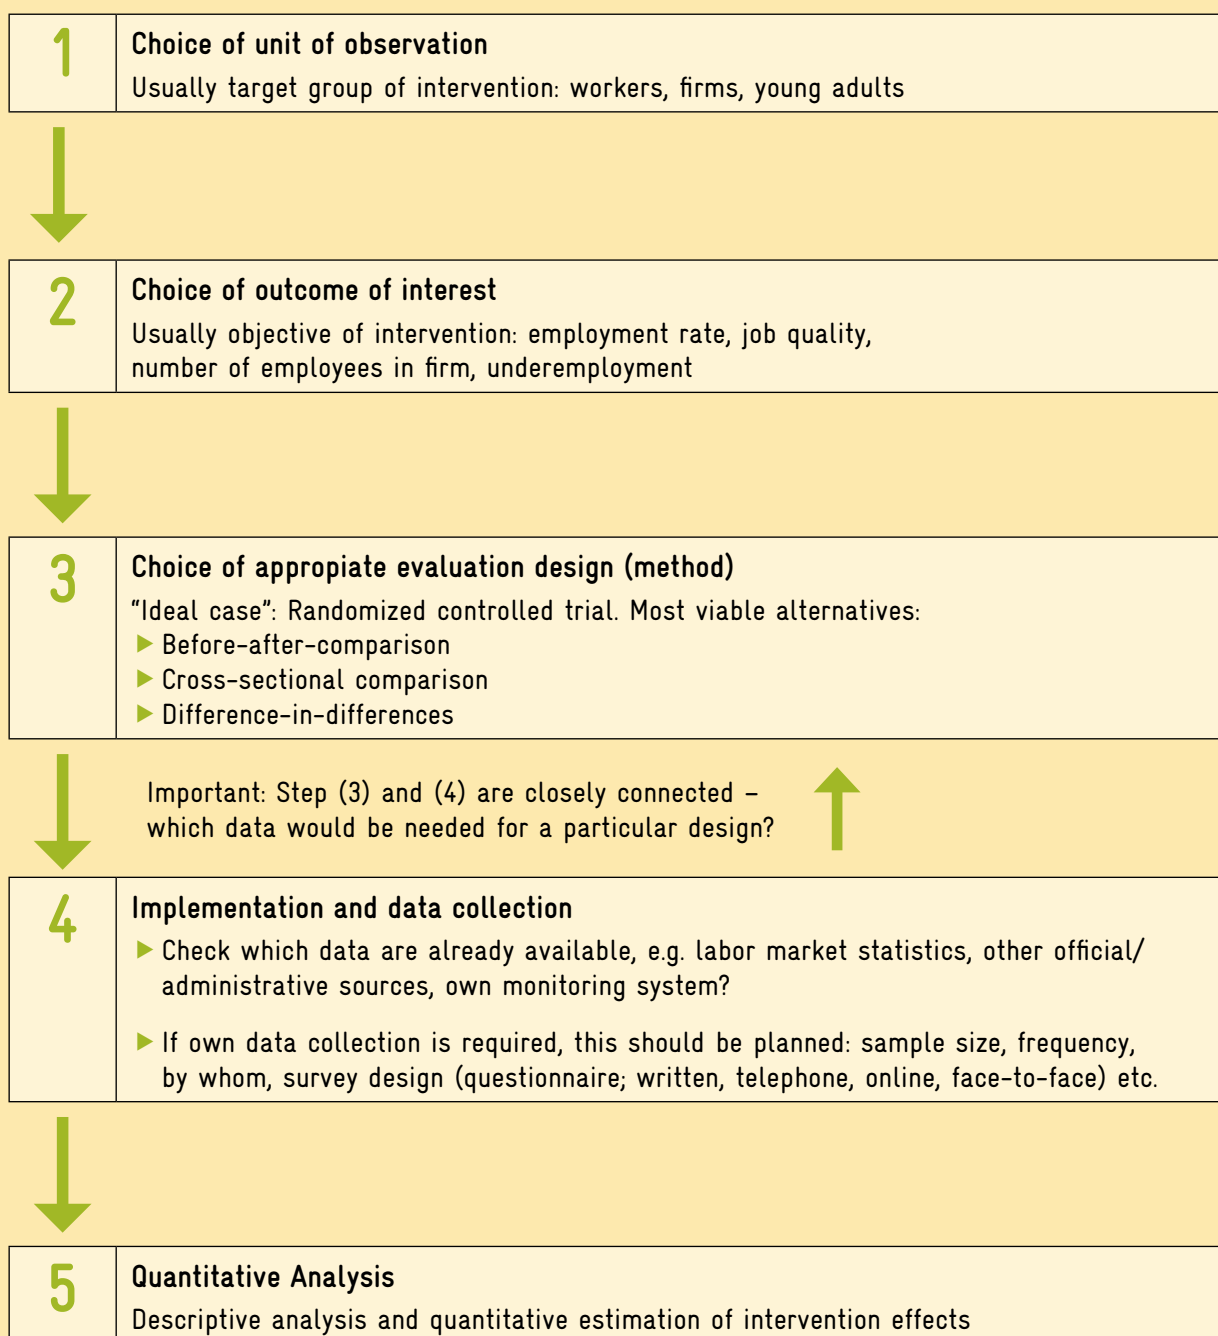 1
Choice of unit of observation
Usually target group of intervention: workers, firms, young adults
2
Choice of outcome of interest
Usually objective of intervention: employment rate, job quality,
number of employees in firm, underemployment
3
Choice of appropiate evaluation design (method)
"Ideal case": Randomized controlled trial. Most viable alternatives:
▶ Before-after-comparison
▶ Cross-sectional comparison
▶ Difference-in-differences
Important: Step (3) and (4) are closely connected –
which data would be needed for a particular design?
4
Implementation and data collection
▶ Check which data are already available, e.g. labor market statistics, other official/
administrative sources, own monitoring system?
▶ If own data collection is required, this should be planned: sample size, frequency,
by whom, survey design (questionnaire; written, telephone, online, face-to-face) etc.
5
Quantitative Analysis
Descriptive analysis and quantitative estimation of intervention effects